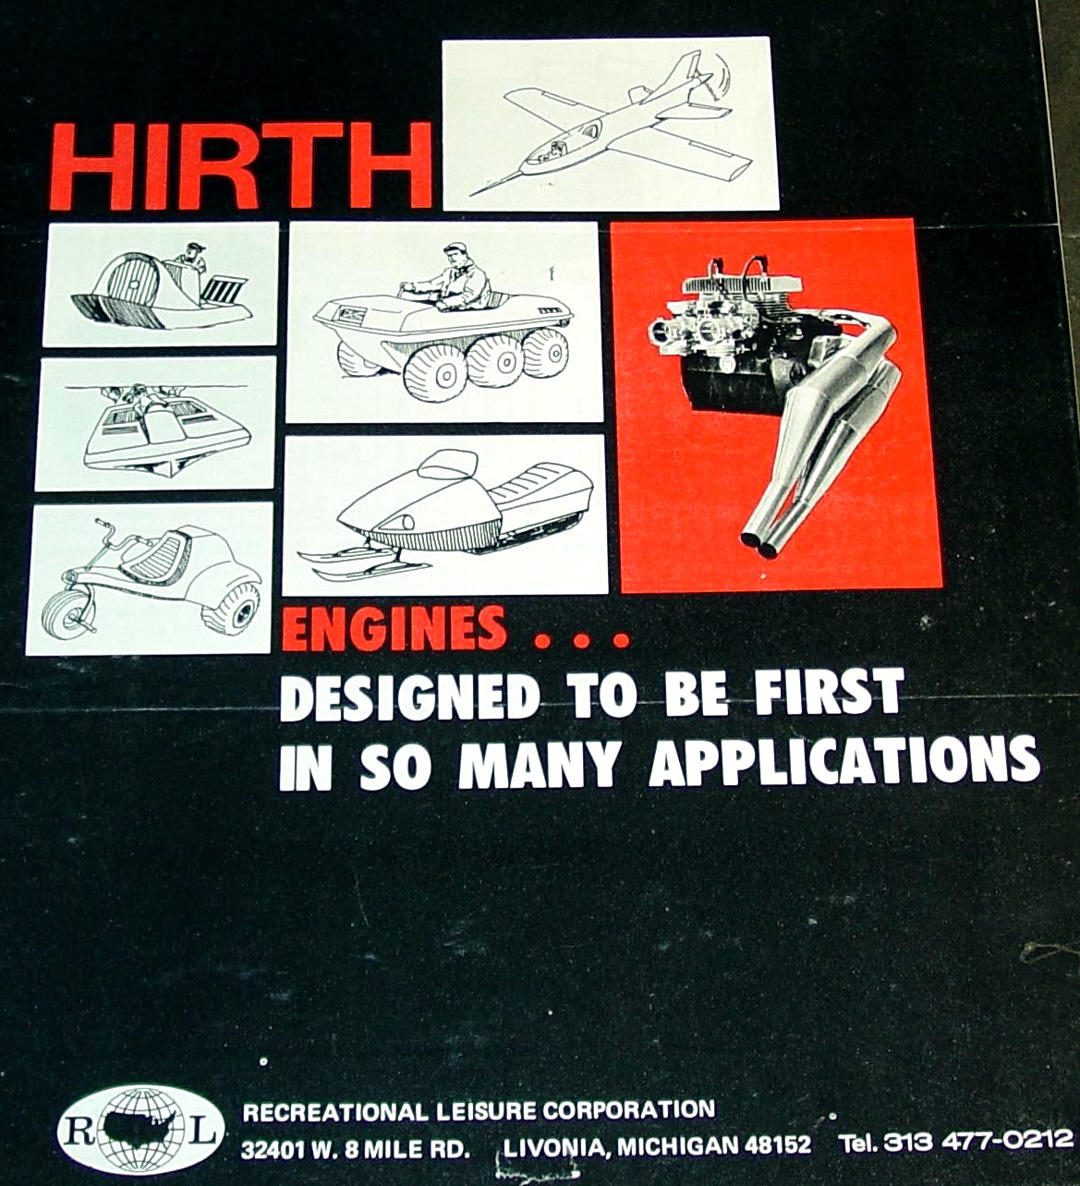 HIRTH
ENGINES . . .
DESIGNED TO BE FIRST
IN SO MANY APPLICATIONS
R L
RECREATIONAL LEISURE CORPORATION
32401 W. 8 MILE RD. LIVONIA, MICHIGAN 48152 Tel. 313 477-0212